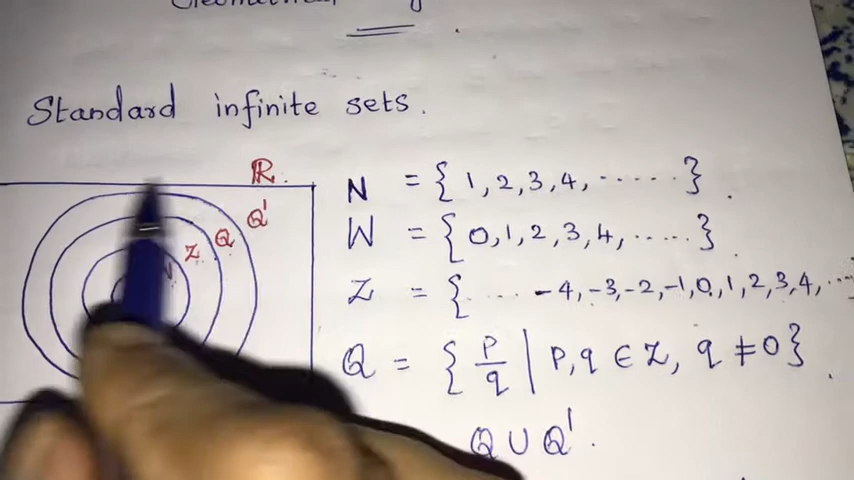 Standard infinite sets.
R.
Q'
Q
Z
N = {1, 2, 3, 4, ......} .
W = {0, 1, 2, 3, 4, ......} .
Z = { .... -4, -3, -2, -1, 0, 1, 2, 3, 4, ...
Q = { p/q | p, q ∈ Z, q ≠ 0} .
Q ∪ Q'.